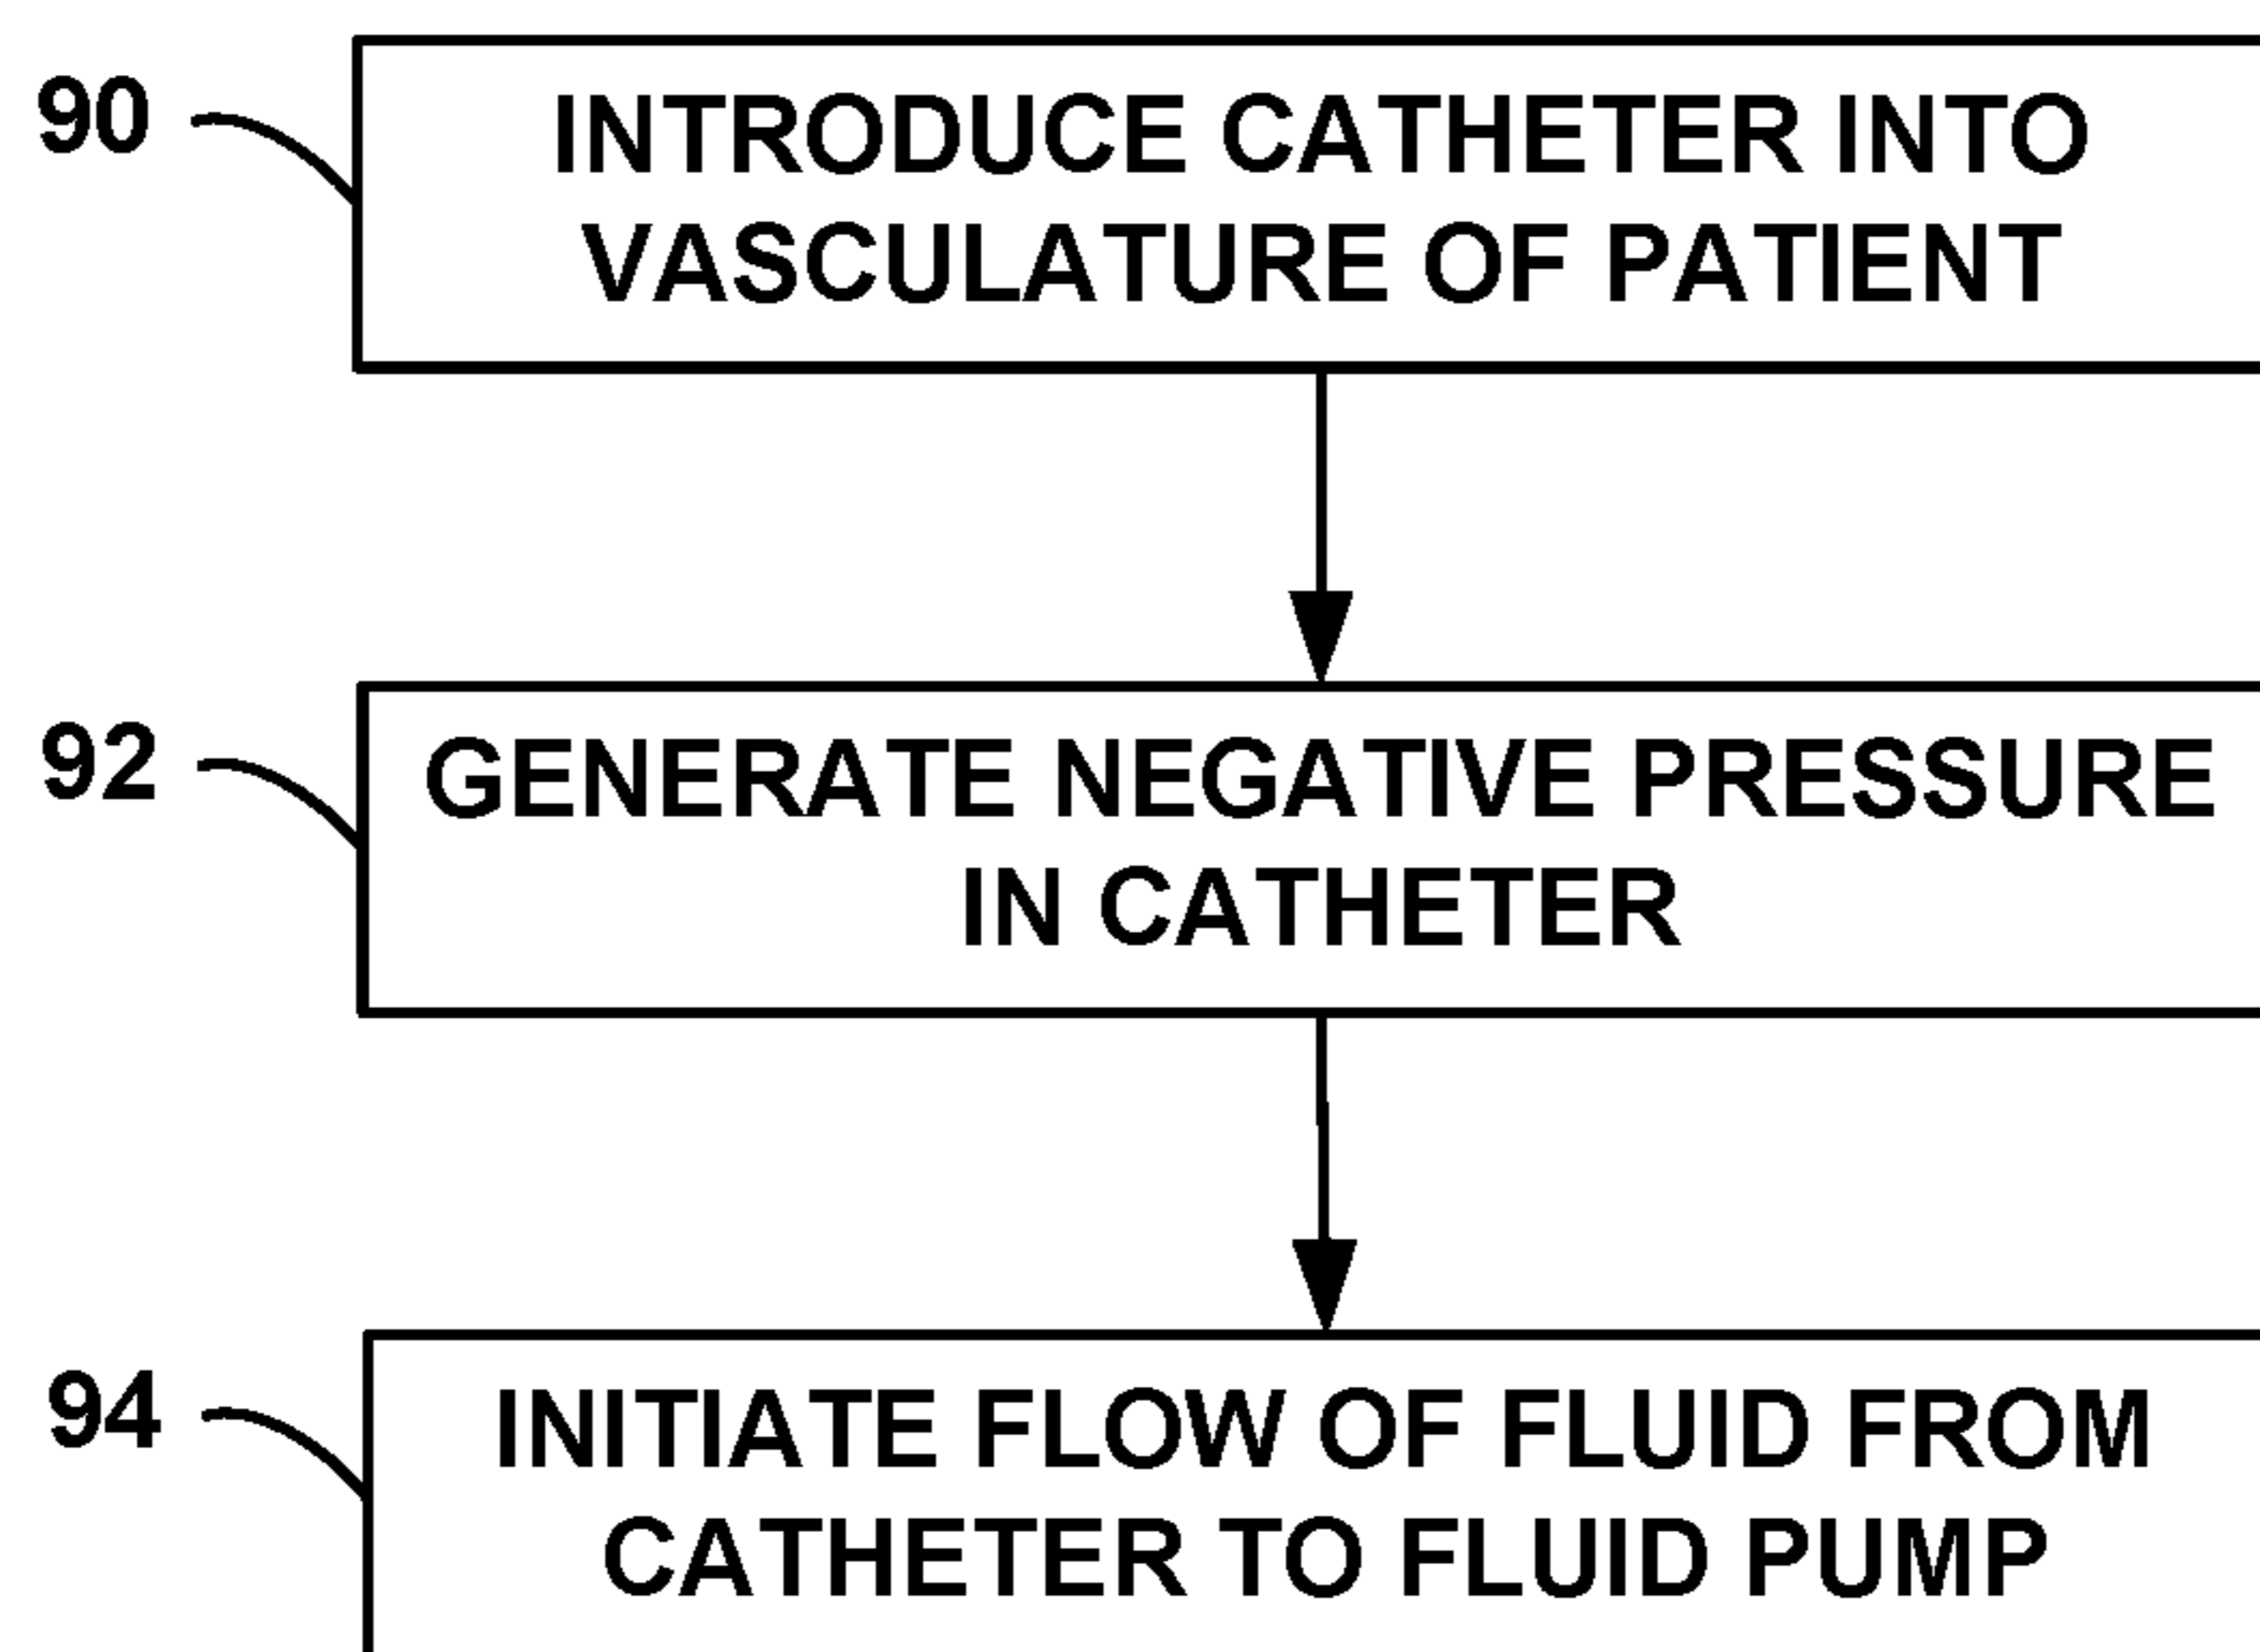 90
INTRODUCE CATHETER INTO
VASCULATURE OF PATIENT
92
GENERATE NEGATIVE PRESSURE
IN CATHETER
94
INITIATE FLOW OF FLUID FROM
CATHETER TO FLUID PUMP